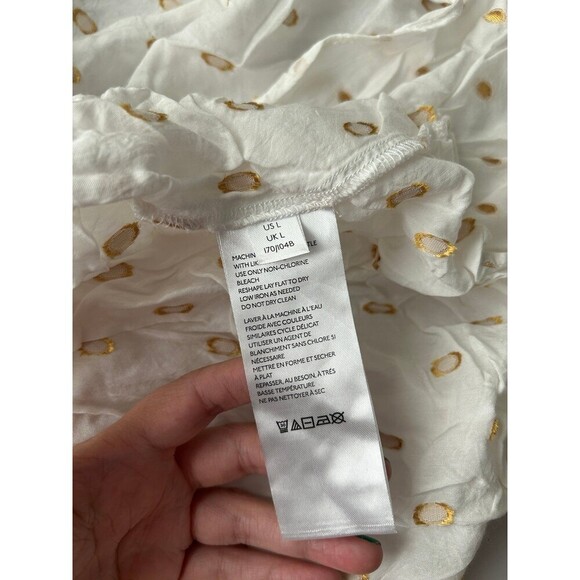 US L
UK L
170/104B
MACHIN
WITH LIK TLE
USE ONLY NON-CHLORINE
BLEACH
RESHAPE LAY FLAT TO DRY
LOW IRON AS NEEDED
DO NOT DRY CLEAN
LAVER À LA MACHINE À L'EAU
FROIDE AVEC COULEURS
SIMILAIRES CYCLE DÉLICAT
UTILISER UN AGENT DE
BLANCHIMENT SANS CHLORE SI
NÉCESSAIRE
METTRE EN FORME ET SÉCHER
À PLAT
REPASSER, AU BESOIN, À TRÈS
BASSE TEMPÉRATURE
NE PAS NETTOYER À SEC